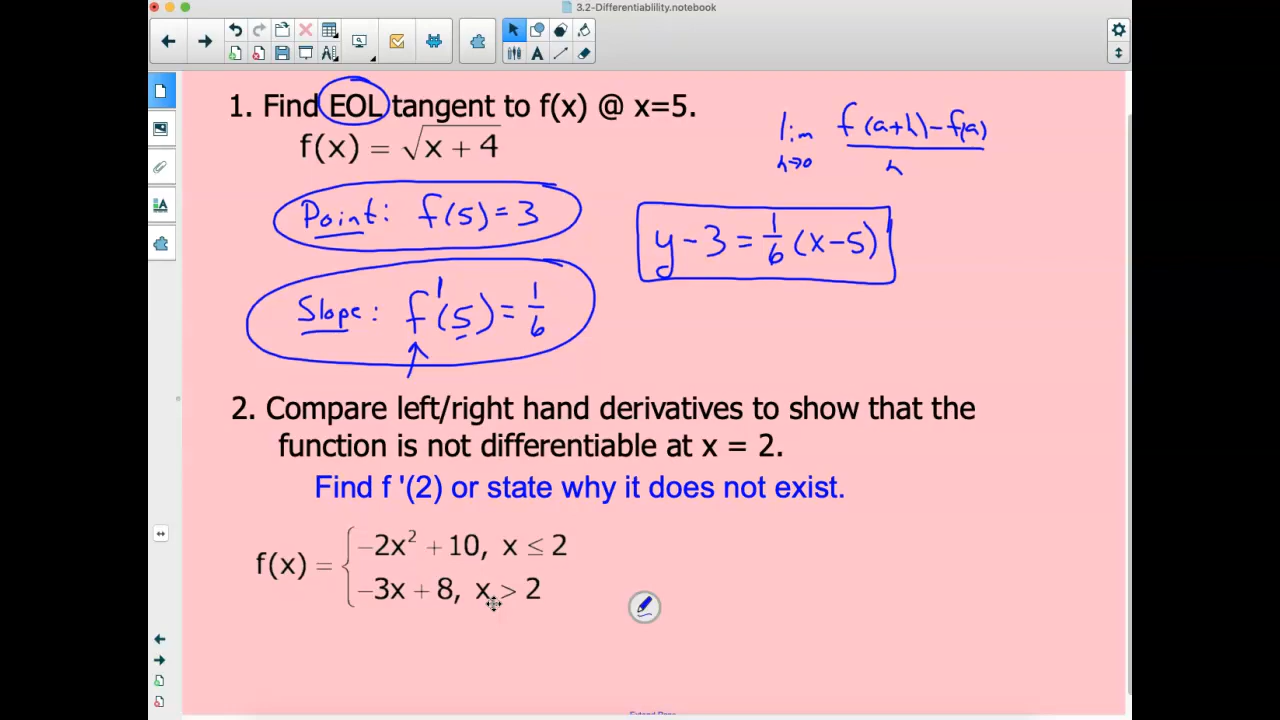 3.2-Differentiablility.notebook
1. Find EOL tangent to f(x) @ x=5.
f(x) = √(x + 4)
lim h→0 (f(a+h)-f(a))/h
Point: f(5)=3
y-3=1/6(x-5)
Slope: f'(5)=1/6
2. Compare left/right hand derivatives to show that the
function is not differentiable at x = 2.
Find f '(2) or state why it does not exist.
f(x) = { -2x² + 10, x ≤ 2
-3x + 8, x > 2